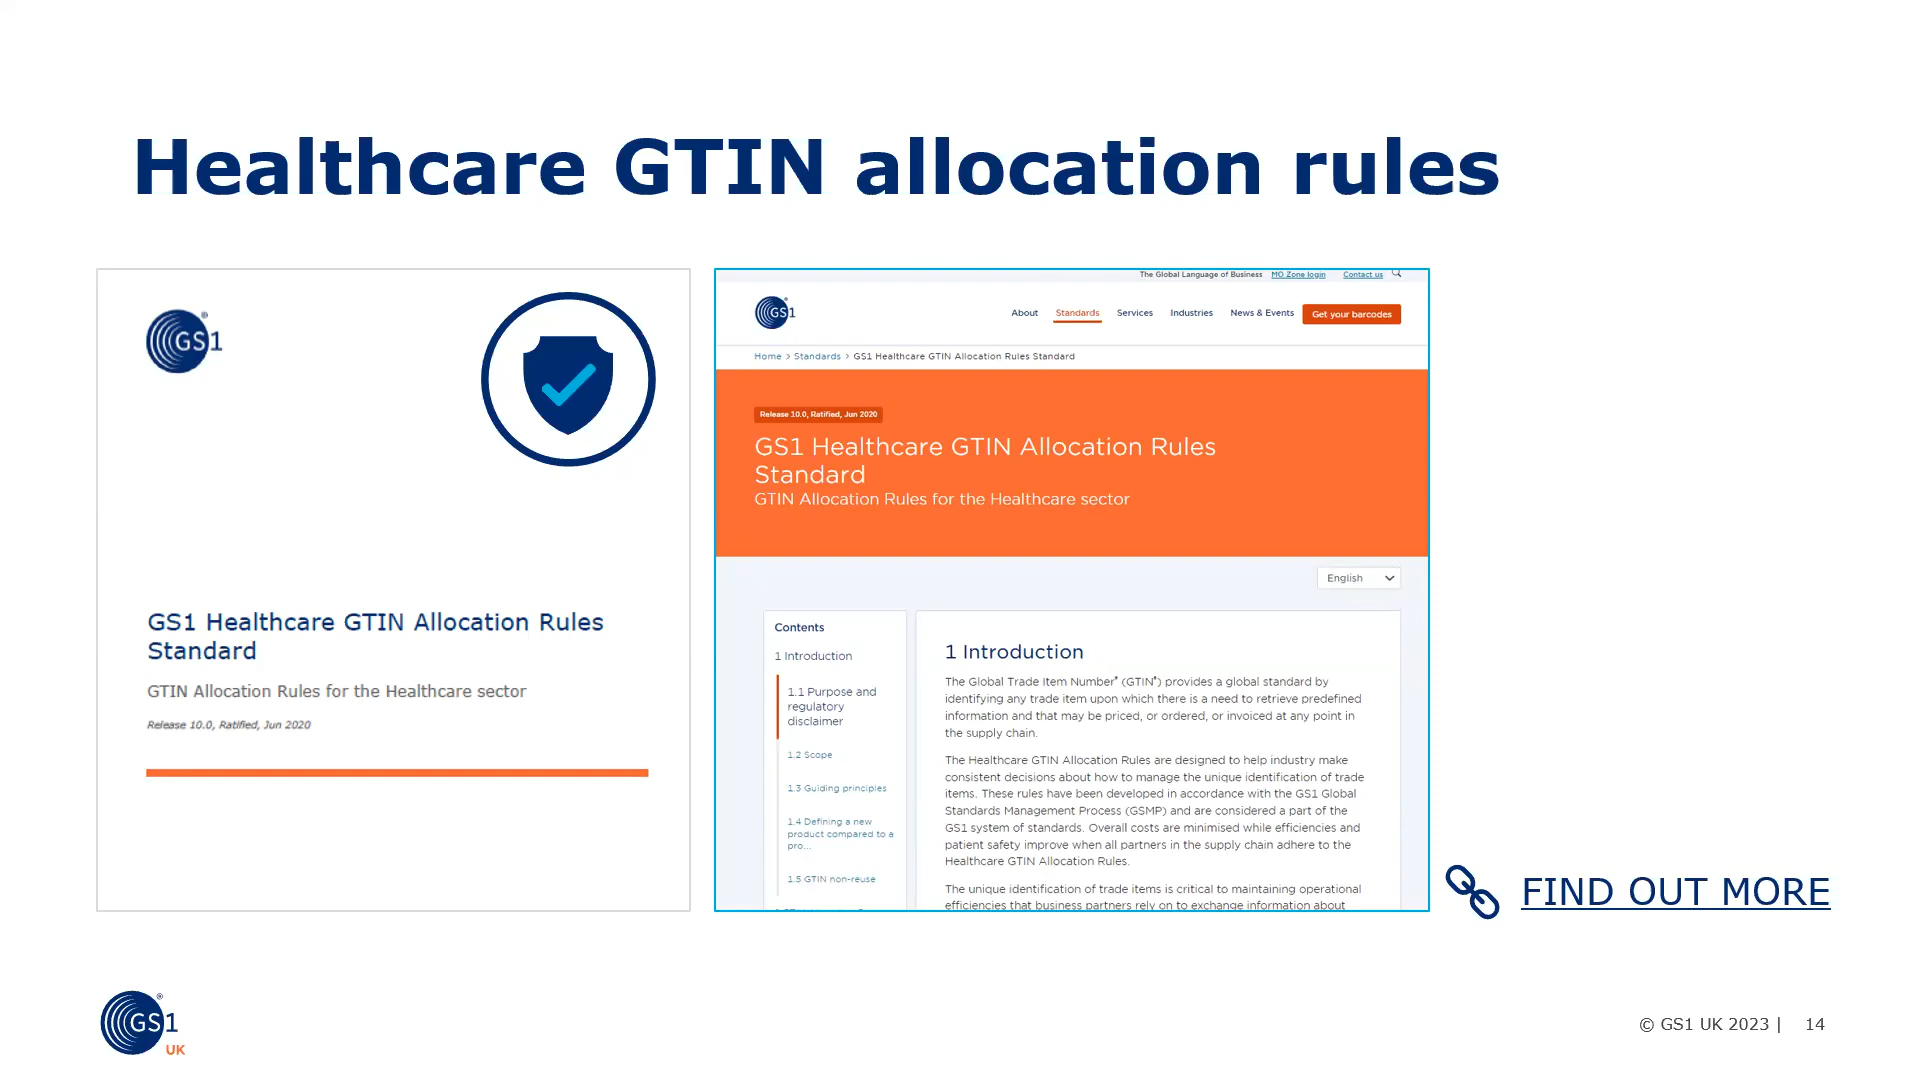 Healthcare GTIN allocation rules
GS1
®
GS1 Healthcare GTIN Allocation Rules
Standard
GTIN Allocation Rules for the Healthcare sector
Release 10.0, Ratified, Jun 2020
The Global Language of Business MO Zone login Contact us
GS1
®
About Standards Services Industries News & Events Get your barcodes
Home > Standards > GS1 Healthcare GTIN Allocation Rules Standard
Release 10.0, Ratified, Jun 2020
GS1 Healthcare GTIN Allocation Rules
Standard
GTIN Allocation Rules for the Healthcare sector
English
Contents
1 Introduction
1.1 Purpose and
regulatory
disclaimer
1.2 Scope
1.3 Guiding principles
1.4 Defining a new
product compared to a
pro...
1.5 GTIN non-reuse
1 Introduction
The Global Trade Item Number® (GTIN®) provides a global standard by
identifying any trade item upon which there is a need to retrieve predefined
information and that may be priced, or ordered, or invoiced at any point in
the supply chain.
The Healthcare GTIN Allocation Rules are designed to help industry make
consistent decisions about how to manage the unique identification of trade
items. These rules have been developed in accordance with the GS1 Global
Standards Management Process (GSMP) and are considered a part of the
GS1 system of standards. Overall costs are minimised while efficiencies and
patient safety improve when all partners in the supply chain adhere to the
Healthcare GTIN Allocation Rules.
The unique identification of trade items is critical to maintaining operational
efficiencies that business partners rely on to exchange information about
FIND OUT MORE
GS1
®
UK
© GS1 UK 2023 | 14